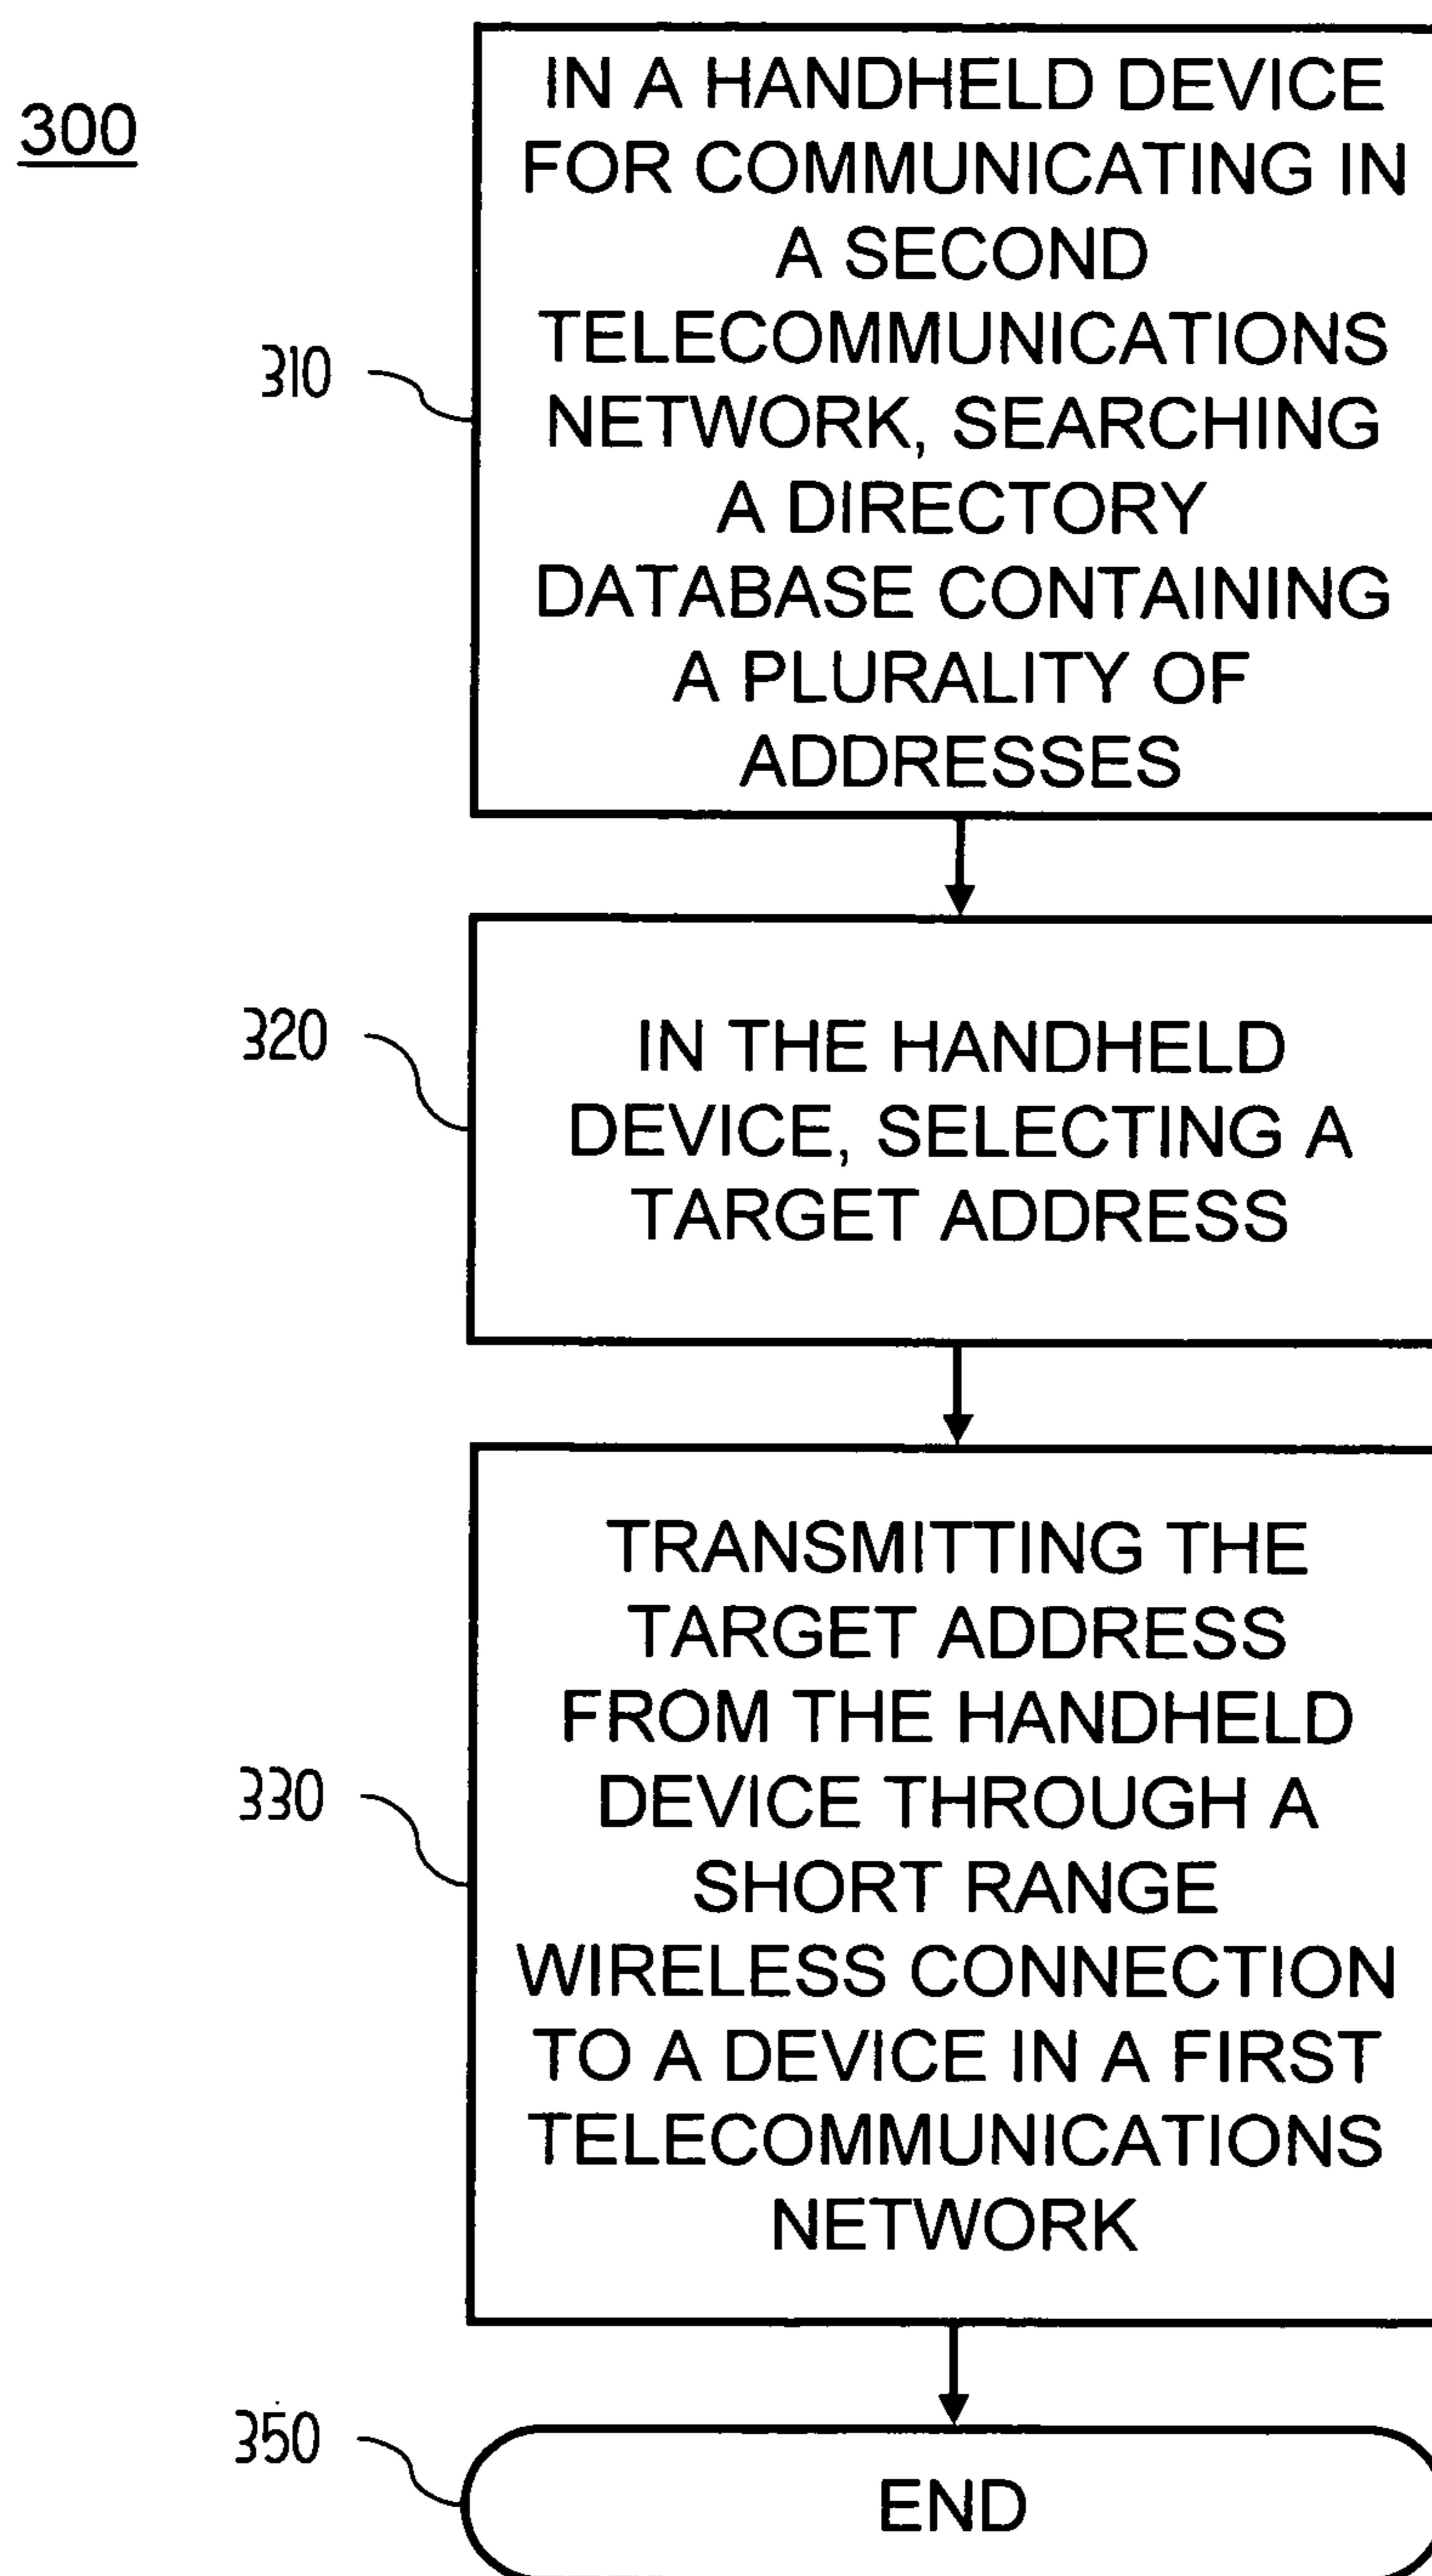 300
IN A HANDHELD DEVICE
FOR COMMUNICATING IN
A SECOND
TELECOMMUNICATIONS
NETWORK, SEARCHING
A DIRECTORY
DATABASE CONTAINING
A PLURALITY OF
ADDRESSES
310
IN THE HANDHELD
DEVICE, SELECTING A
TARGET ADDRESS
320
TRANSMITTING THE
TARGET ADDRESS
FROM THE HANDHELD
DEVICE THROUGH A
SHORT RANGE
WIRELESS CONNECTION
TO A DEVICE IN A FIRST
TELECOMMUNICATIONS
NETWORK
330
END
350